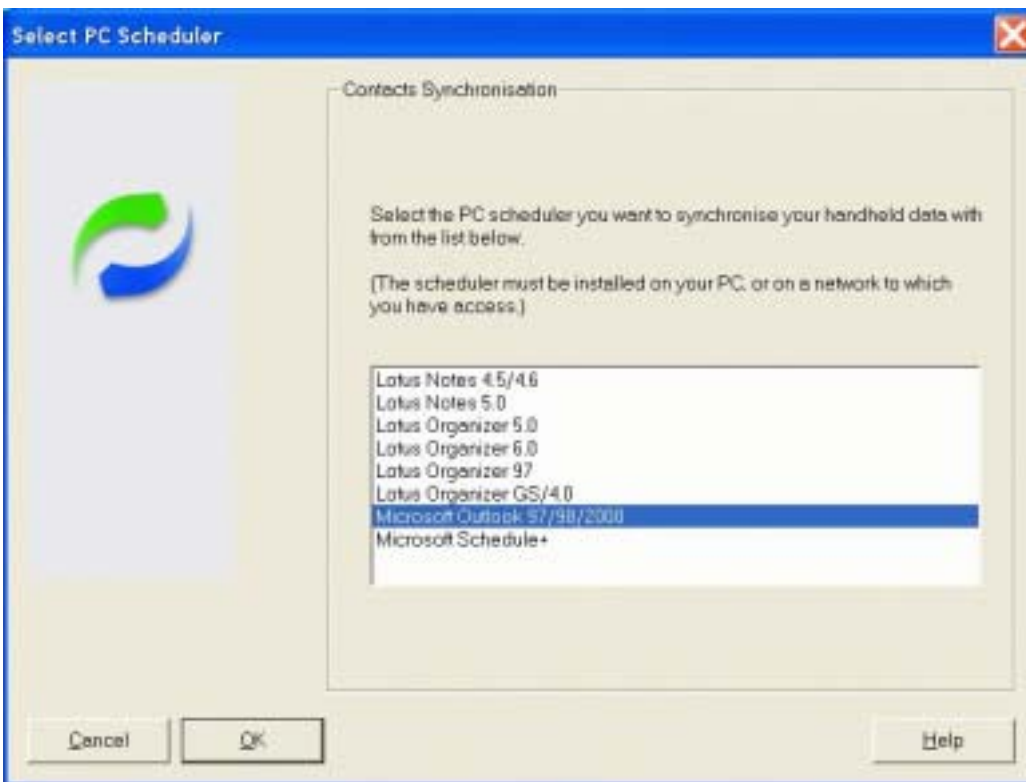 Select PC Scheduler
Contacts Synchronisation
Select the PC scheduler you want to synchronise your handheld data with
from the list below.
(The scheduler must be installed on your PC, or on a network to which
you have access.)
Lotus Notes 4.5/4.6
Lotus Notes 5.0
Lotus Organizer 5.0
Lotus Organizer 6.0
Lotus Organizer 97
Lotus Organizer GS/4.0
Microsoft Outlook 97/98/2000
Microsoft Schedule+
Cancel
OK
Help